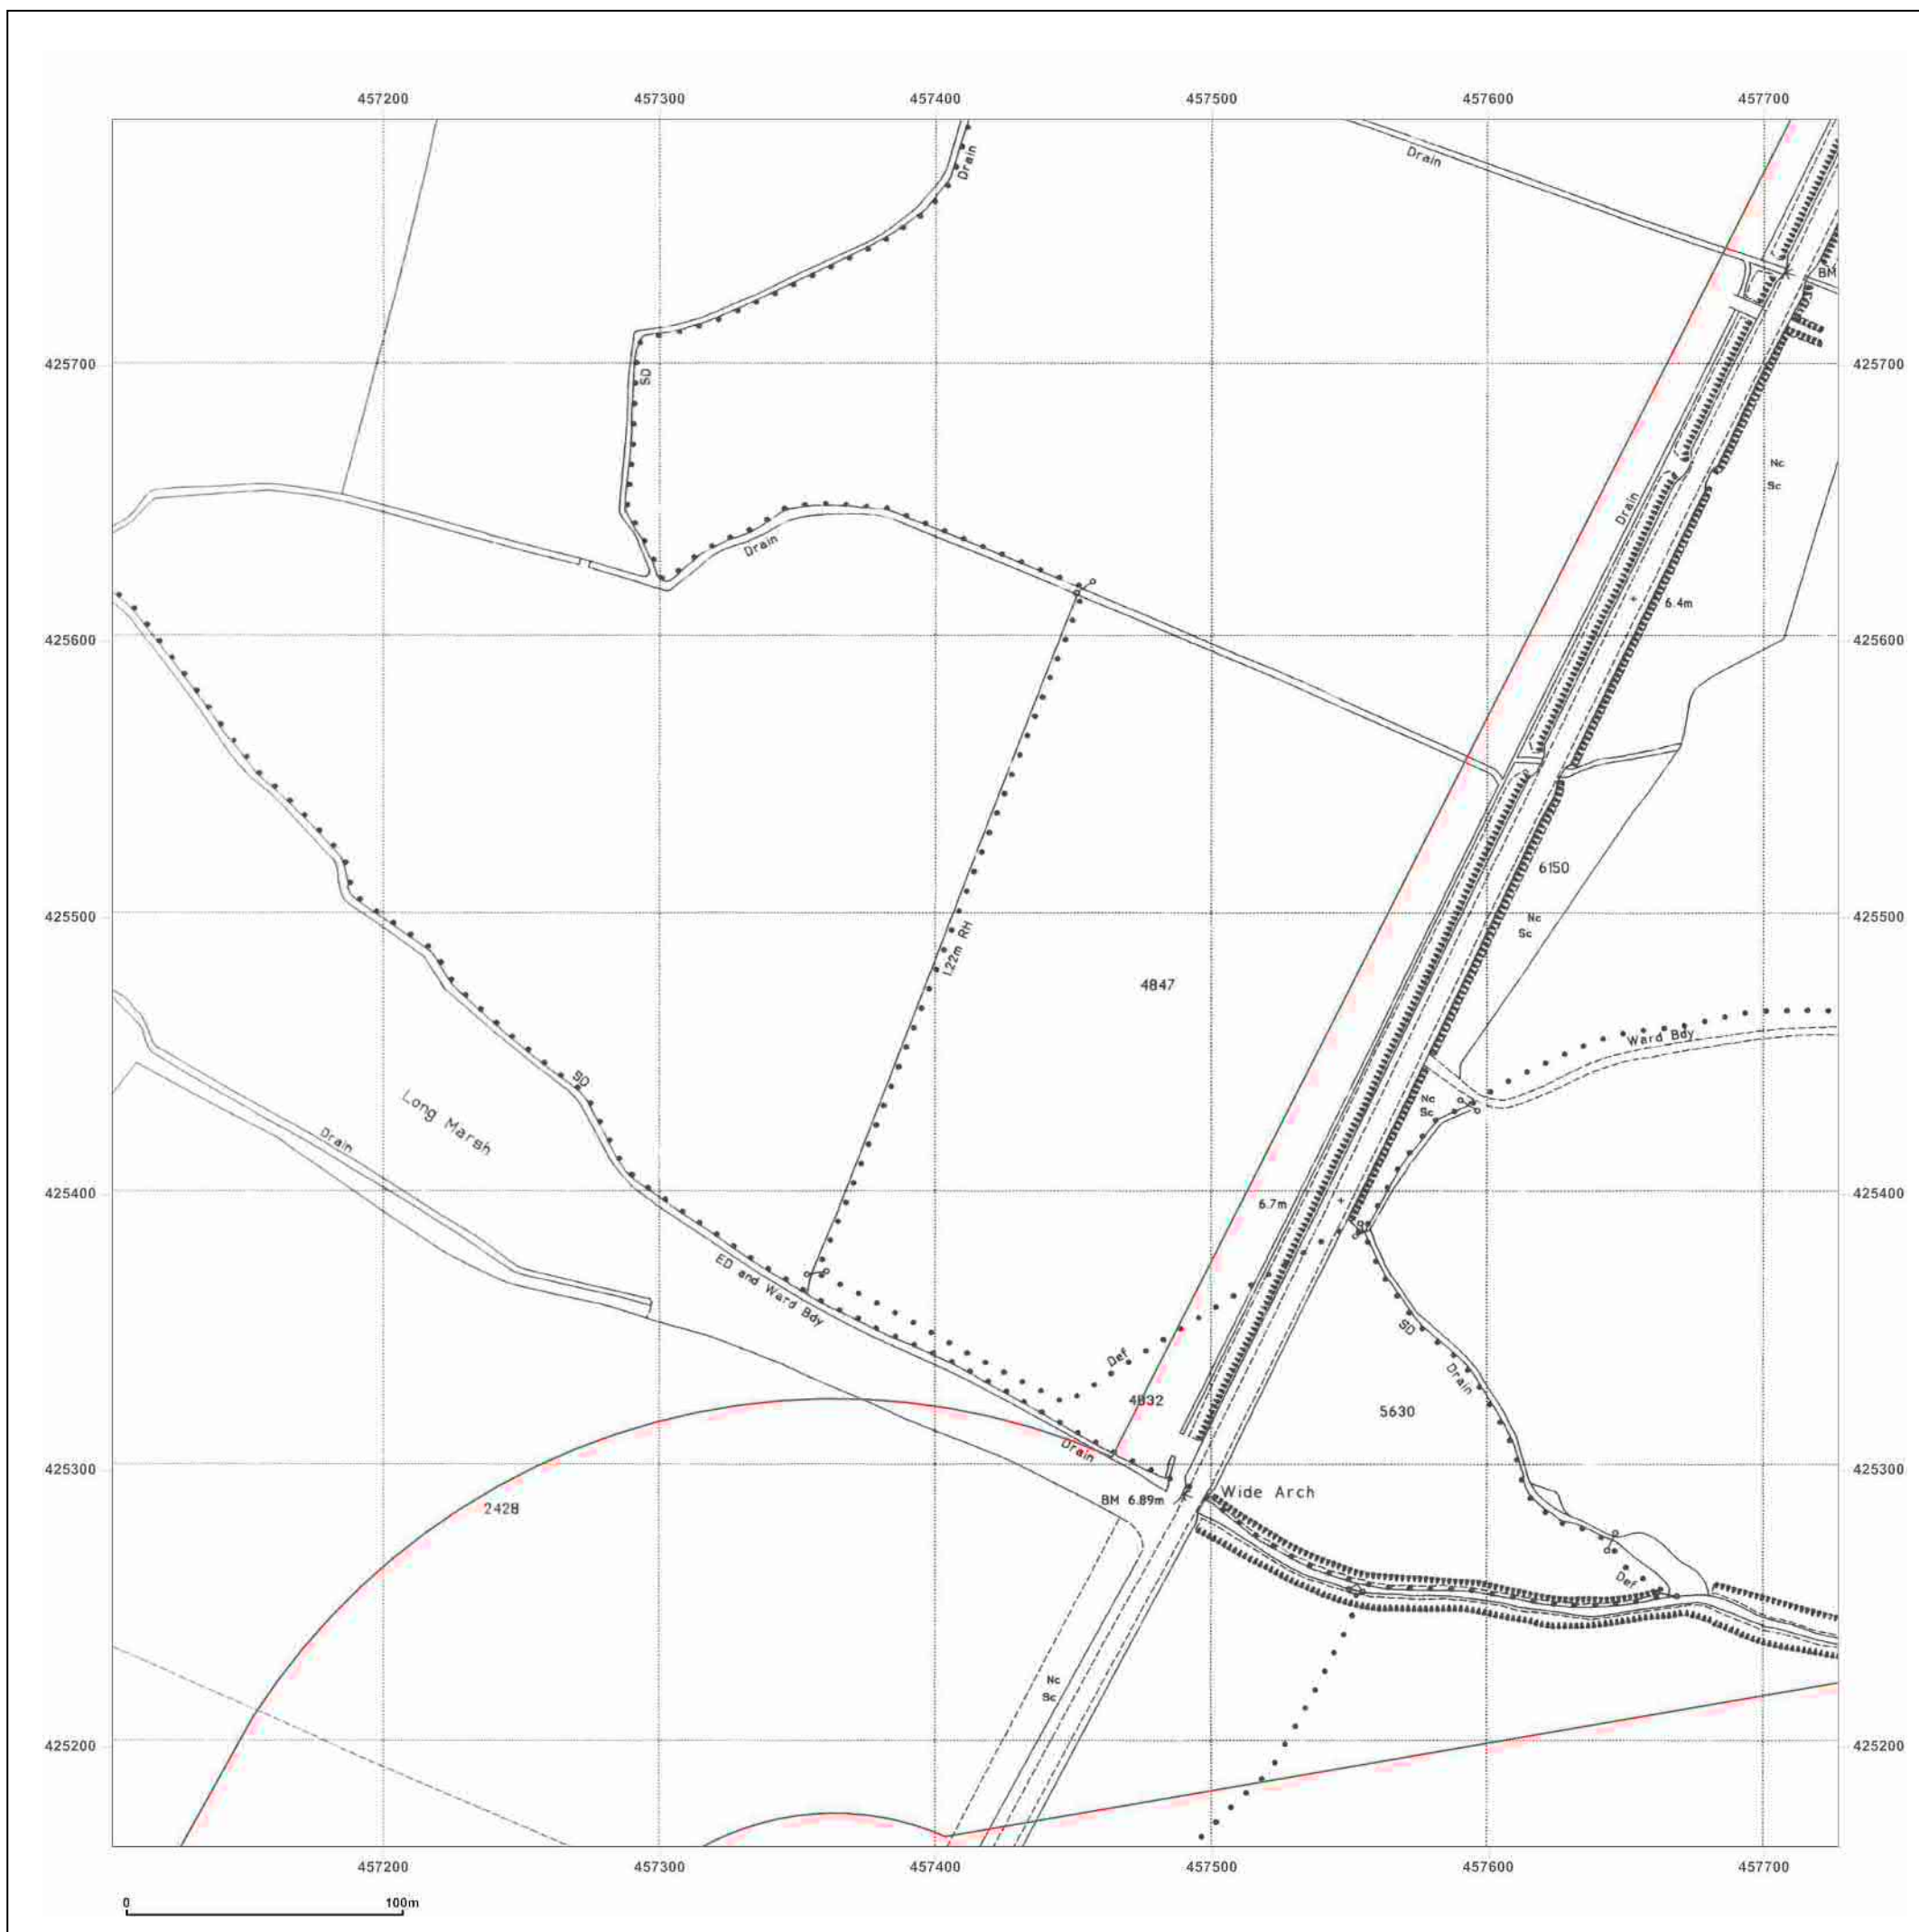 457200 457300 457400 457500 457600 457700
Drain
Drain
BM
425700 425700
SD
Nc
Sc
Drain
Drain
6.4m
425600 425600
6150
425500 425500
Nc
Sc
1.22m RH
4847
Ward Bdy
SD
Long Marsh
Nc
Sc
Drain
425400 425400
6.7m
ED and Ward Bdy
SD
Def
Drain
4832
5630
Drain
425300 425300
BM 6.89m
Wide Arch
2428
Def
Nc
Sc
425200 425200
457200 457300 457400 457500 457600 457700
0 100m